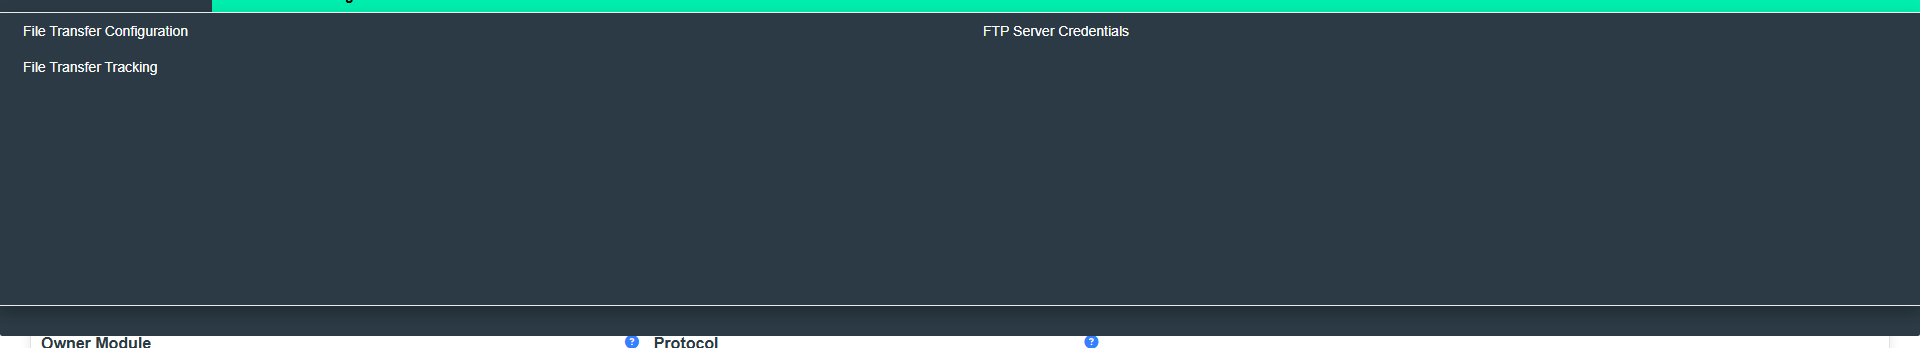 File Transfer Configuration
FTP Server Credentials
File Transfer Tracking
Owner Module
Protocol